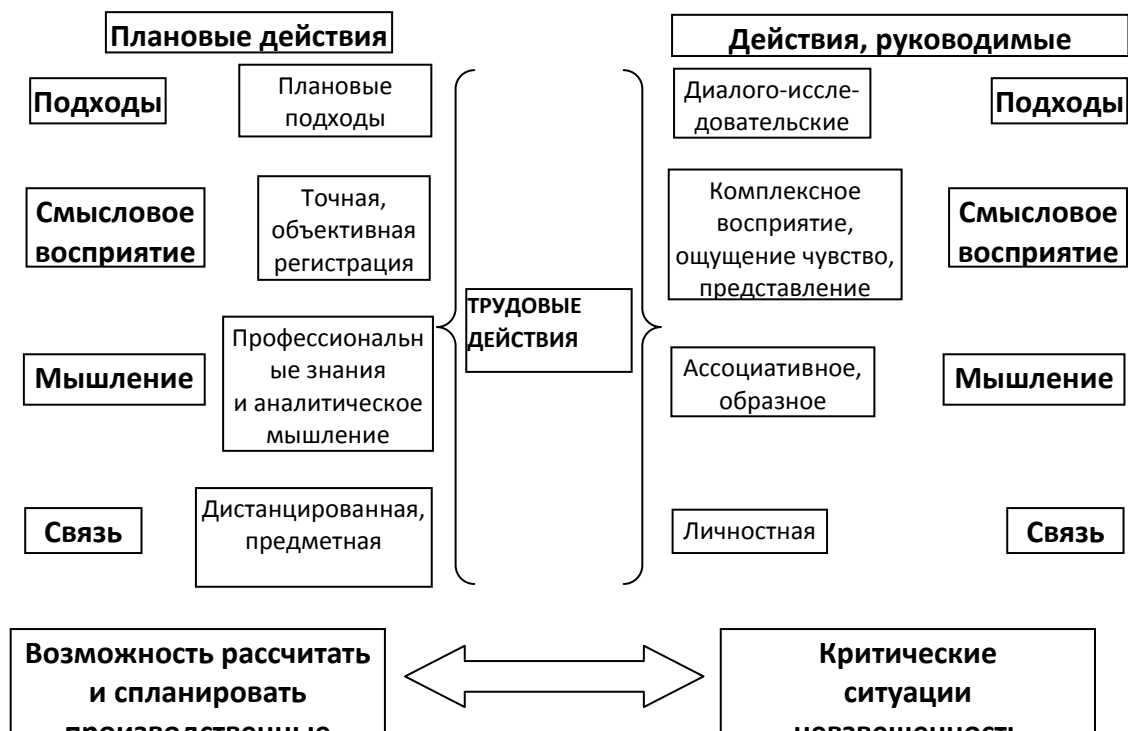 Плановые действия
Действия, руководимые
Подходы
Плановые
подходы
Диалого-иссле-
довательские
Подходы
Смысловое
восприятие
Точная,
объективная
регистрация
Комплексное
восприятие,
ощущение чувство,
представление
Смысловое
восприятие
ТРУДОВЫЕ
ДЕЙСТВИЯ
Мышление
Профессиональн
ые знания
и аналитическое
мышление
Ассоциативное,
образное
Мышление
Связь
Дистанцированная,
предметная
Личностная
Связь
Возможность рассчитать
и спланировать
производственные
Критические
ситуации